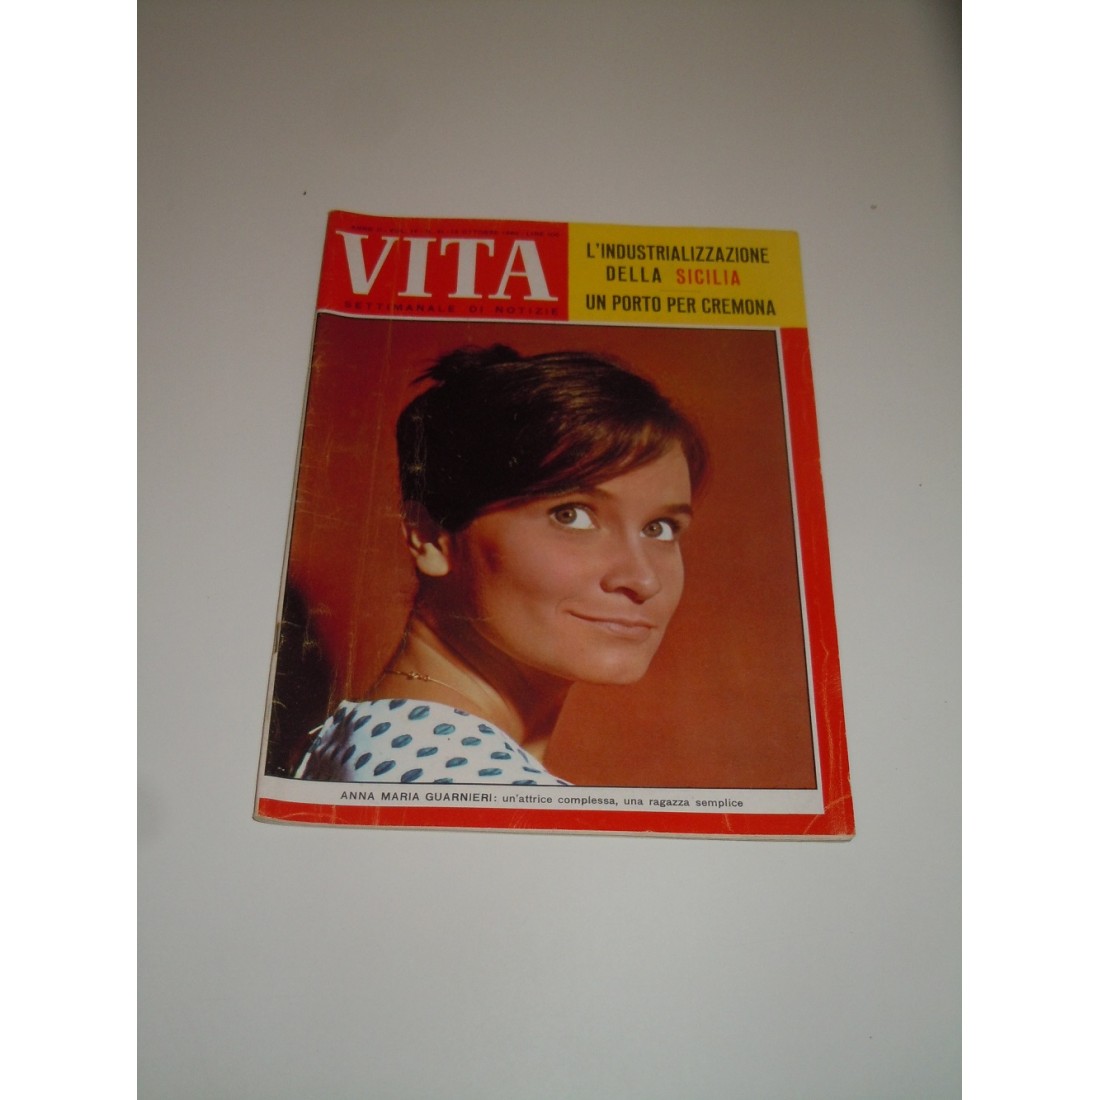 VITA
SETTIMANALE DI NOTIZIE
L'INDUSTRIALIZZAZIONE
DELLA SICILIA
UN PORTO PER CREMONA
ANNA MARIA GUARNIERI: un'attrice complessa, una ragazza semplice